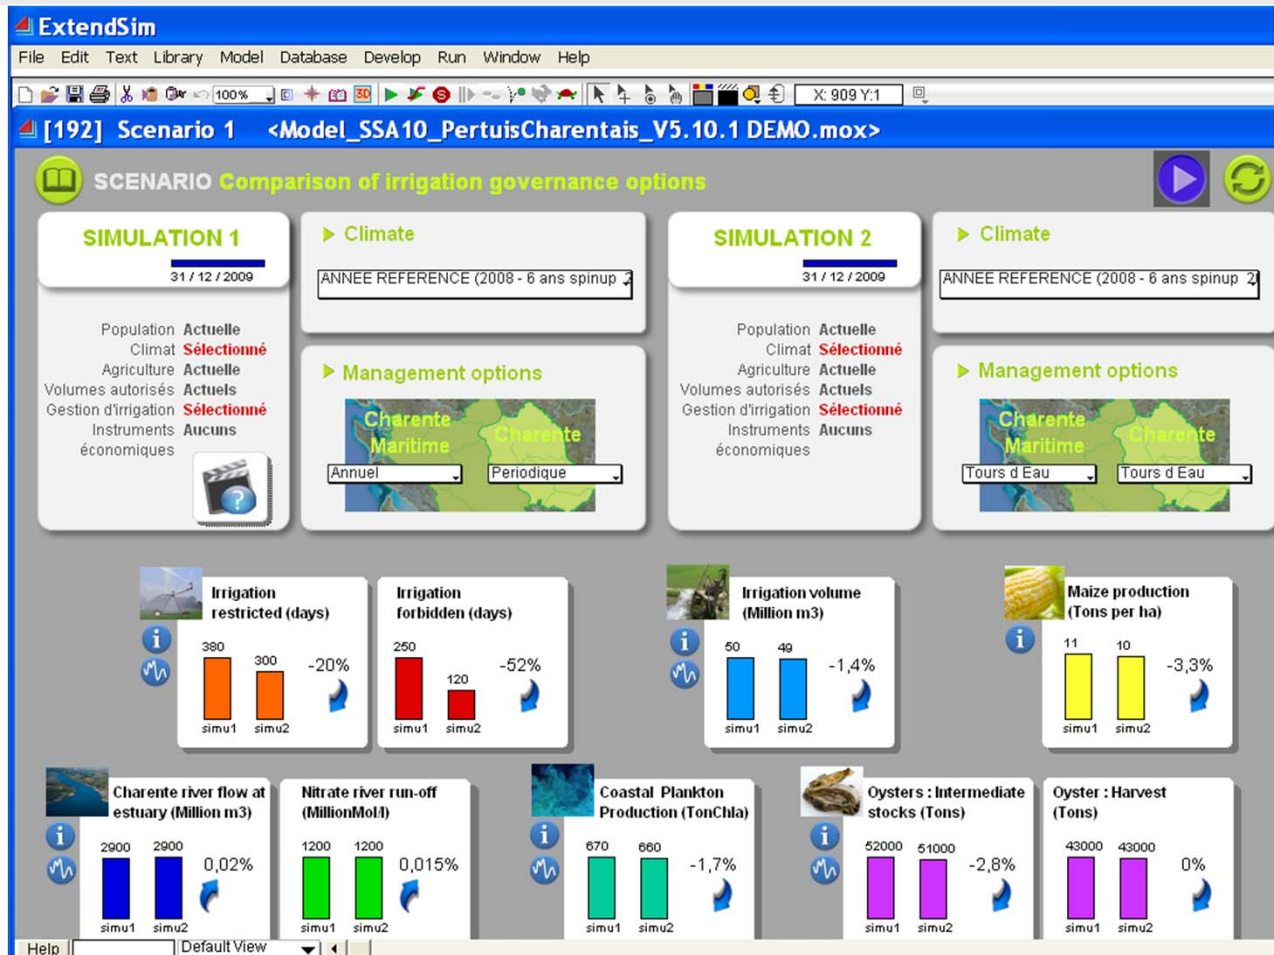 ExtendSim
File Edit Text Library Model Database Develop Run Window Help
100% 3D X: 909 Y:1
[192] Scenario 1 <Model_SSA10_PertuisCharentais_V5.10.1 DEMO.mox>
SCENARIO Comparison of irrigation governance options
SIMULATION 1
31 / 12 / 2009
Population Actuelle
Climat Sélectionné
Agriculture Actuelle
Volumes autorisés Actuels
Gestion d'irrigation Sélectionné
Instruments Aucuns
économiques
Climate
ANNEE REFERENCE (2008 - 6 ans spinup
Management options
Charente
Maritime
Charente
Annuel
Periodique
SIMULATION 2
31 / 12 / 2009
Population Actuelle
Climat Sélectionné
Agriculture Actuelle
Volumes autorisés Actuels
Gestion d'irrigation Sélectionné
Instruments Aucuns
économiques
Climate
ANNEE REFERENCE (2008 - 6 ans spinup
Management options
Charente
Maritime
Charente
Tours d Eau
Tours d Eau
Irrigation
restricted (days)
380
300
-20%
simu1 simu2
Irrigation
forbidden (days)
250
120
-52%
simu1 simu2
Irrigation volume
(Million m3)
50 49
-1,4%
simu1 simu2
Maize production
(Tons per ha)
11 10
-3,3%
simu1 simu2
Charente river flow at
estuary (Million m3)
2900 2900
0,02%
simu1 simu2
Nitrate river run-off
(MillionMol/l)
1200 1200
0,015%
simu1 simu2
Coastal Plankton
Production (TonChla)
670 660
-1,7%
simu1 simu2
Oysters : Intermediate
stocks (Tons)
52000 51000
-2,8%
simu1 simu2
Oyster : Harvest
(Tons)
43000 43000
0%
simu1 simu2
Help Default View